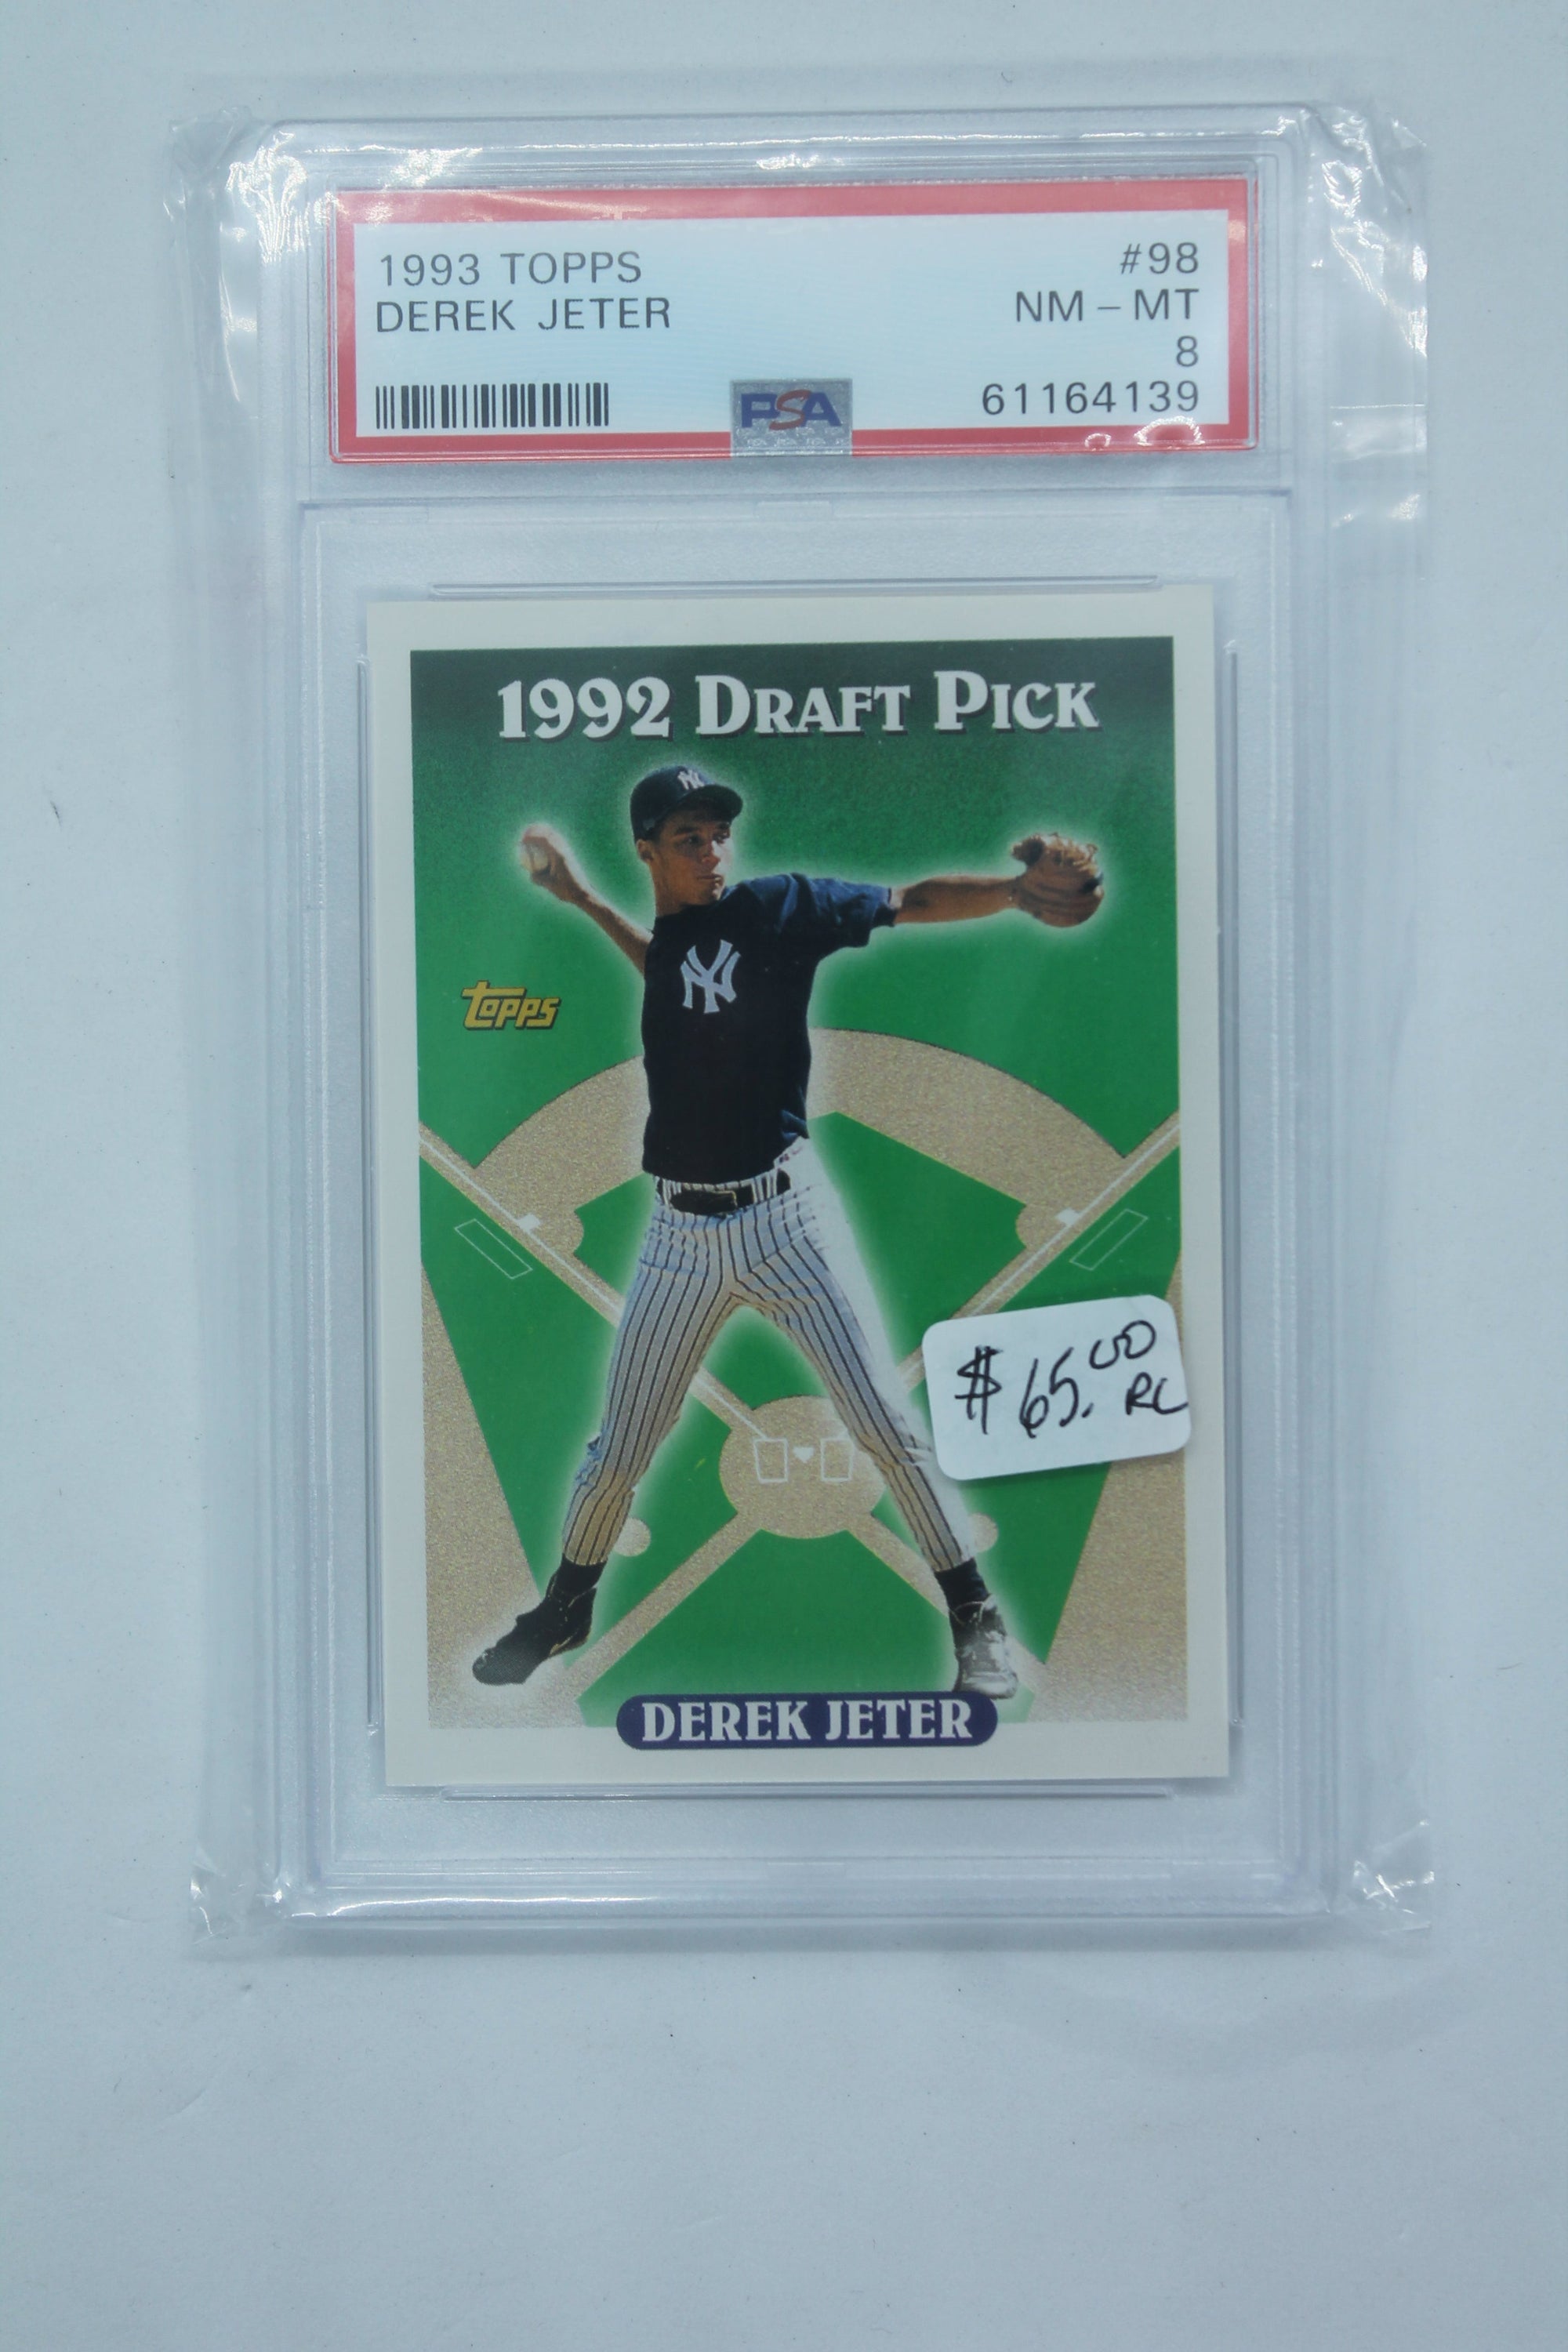 1993 TOPPS #98
DEREK JETER NM - MT
8
PSA 61164139
1992 DRAFT PICK
NY
NY
TOPPS
$65.00
RC
DEREK JETER